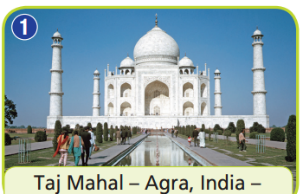 1
Taj Mahal – Agra, India –